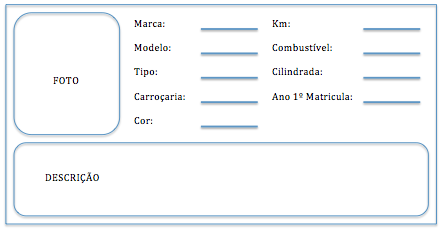 FOTO
Marca:
Modelo:
Tipo:
Carroçaria:
Cor:
Km:
Combustível:
Cilindrada:
Ano 1º Matricula:
DESCRIÇÃO